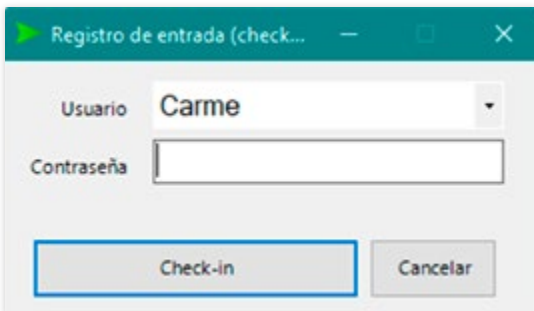 Registro de entrada (check...
Usuario Carme
Contraseña
Check-in Cancelar